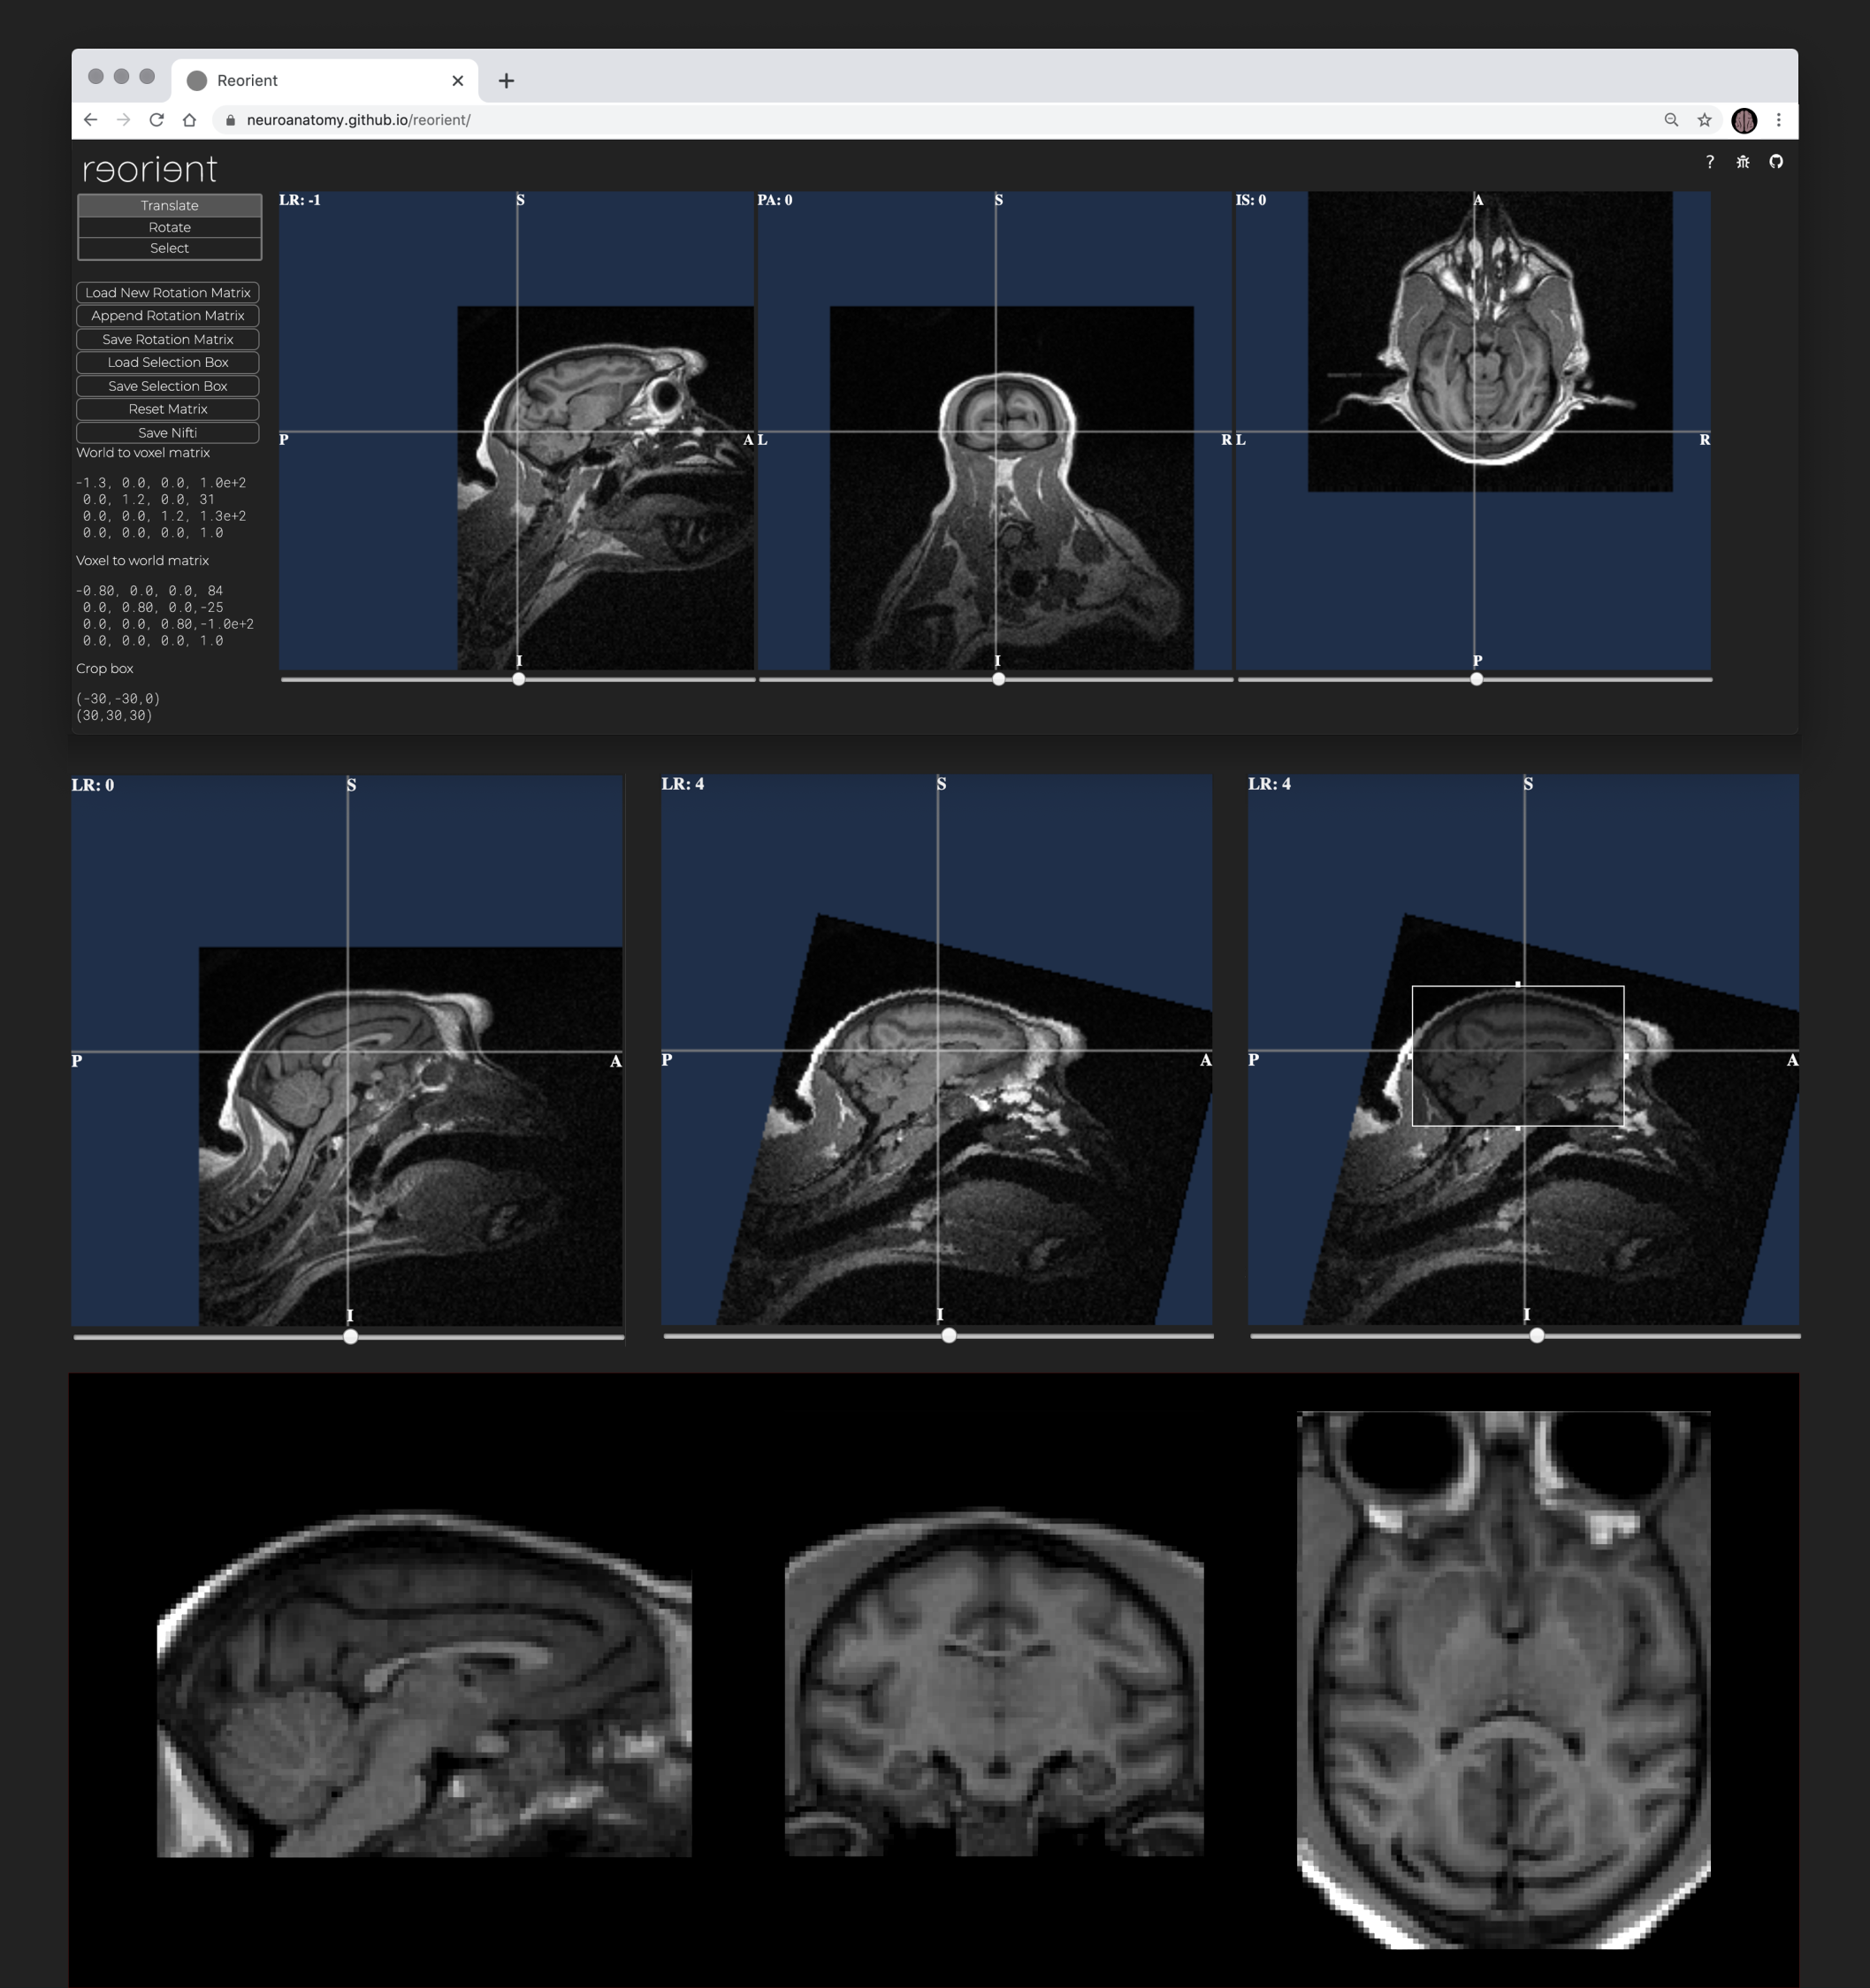 Reorient
neuroanatomy.github.io/reorient/
reorient
?
Translate
Rotate
Select
Load New Rotation Matrix
Append Rotation Matrix
Save Rotation Matrix
Load Selection Box
Save Selection Box
Reset Matrix
Save Nifti
World to voxel matrix
-1.3, 0.0, 0.0, 1.0e+2
0.0, 1.2, 0.0, 31
0.0, 0.0, 1.2, 1.3e+2
0.0, 0.0, 0.0, 1.0
Voxel to world matrix
-0.80, 0.0, 0.0, 84
0.0, 0.80, 0.0,-25
0.0, 0.0, 0.80,-1.0e+2
0.0, 0.0, 0.0, 1.0
Crop box
(-30,-30,0)
(30,30,30)
LR: -1 S
P A
I
PA: 0 S
L R
I
IS: 0 A
L R
P
LR: 0 S
P A
I
LR: 4 S
P A
I
LR: 4 S
P A
I